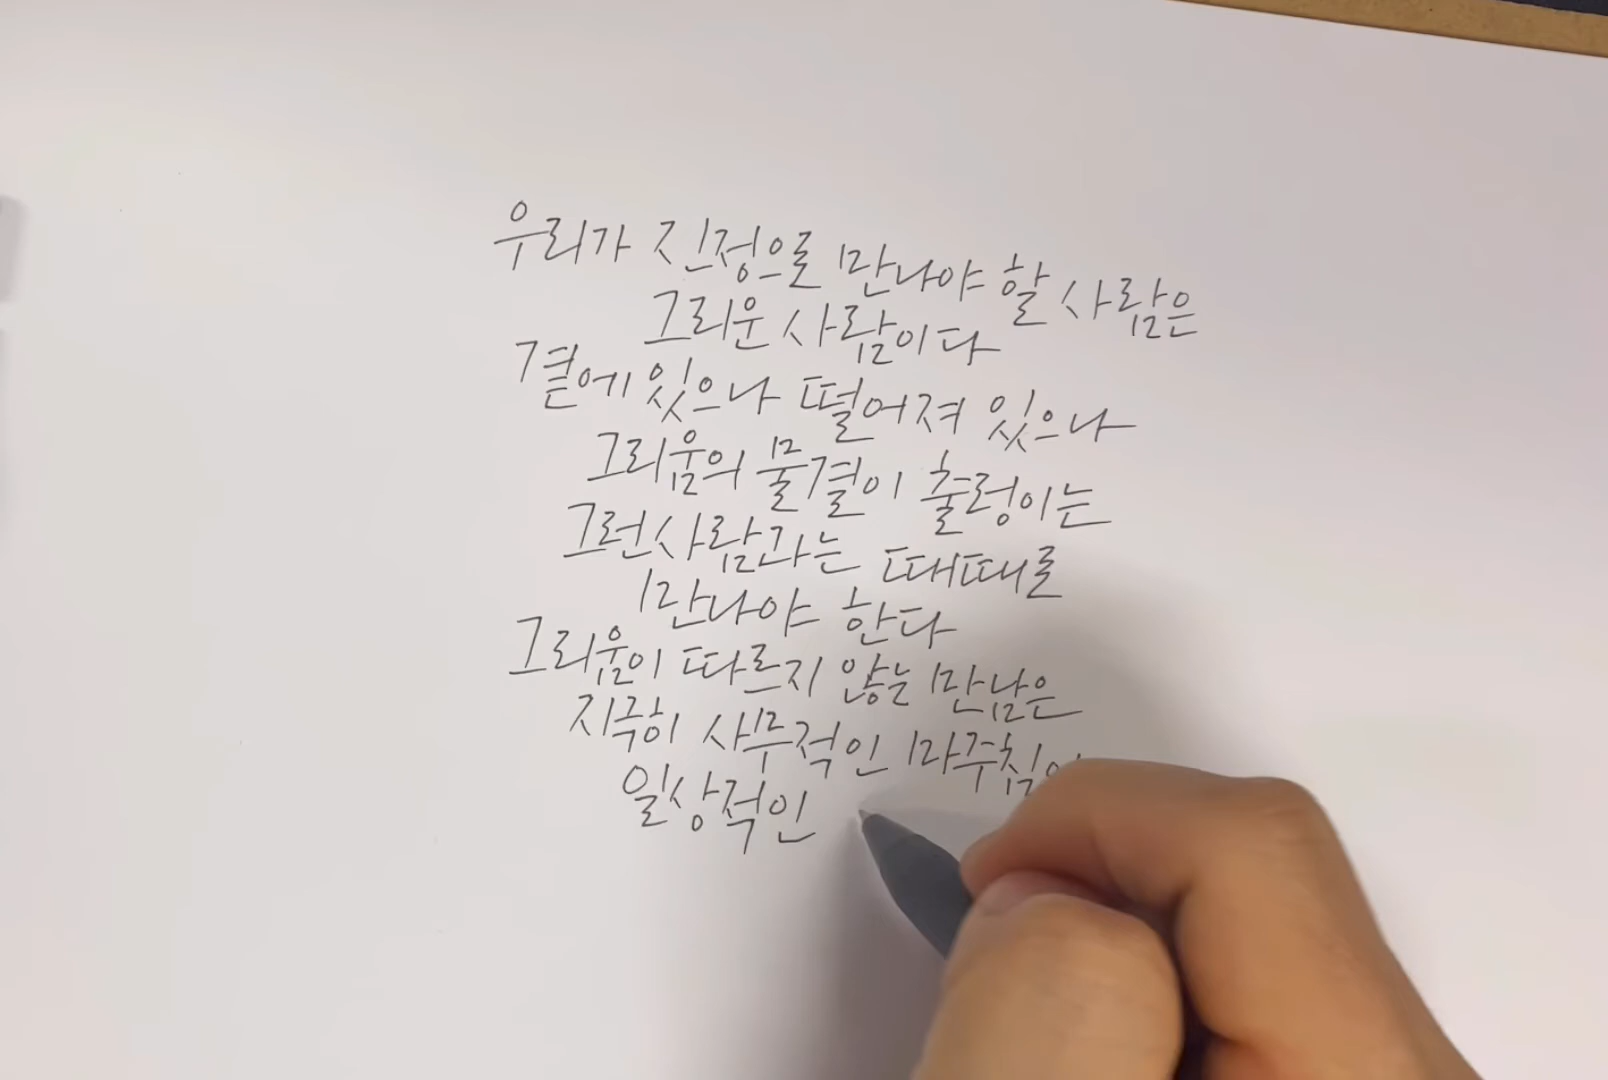 우리가 진정으로 만나야 할 사람은
그리운 사람이다
곁에 있으나 떨어져 있으나
그리움의 물결이 출렁이는
그런 사람과는 때때로
만나야 한다
그리움이 따르지 않는 만남은
지극히 사무적인
일상적인